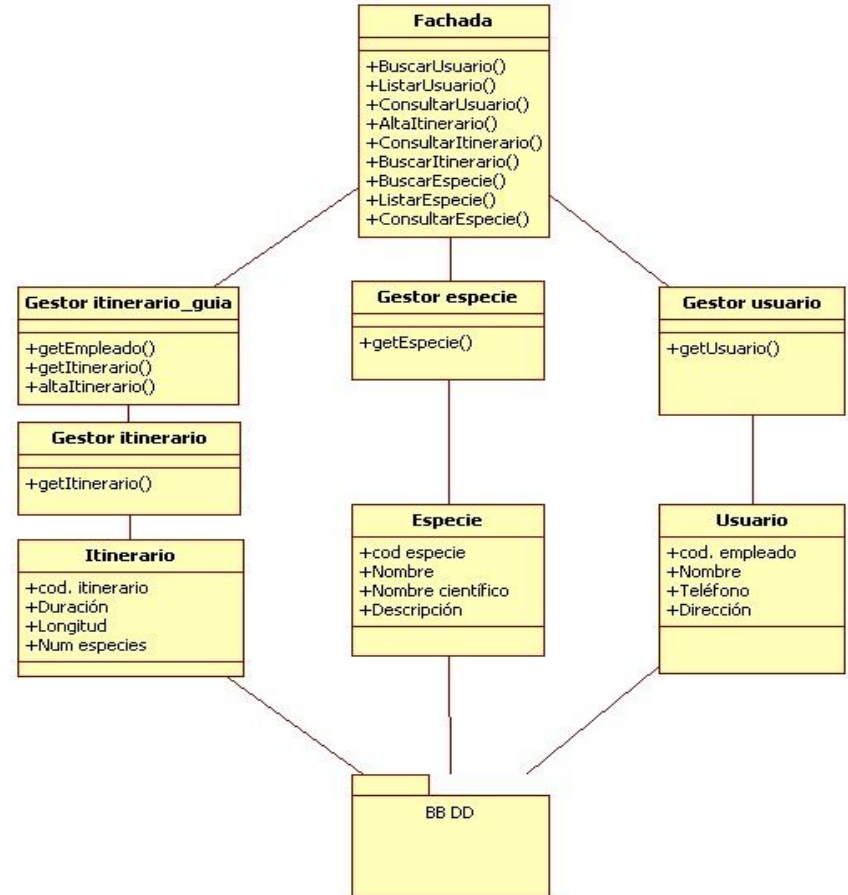 Fachada
+BuscarUsuario()
+ListarUsuario()
+ConsultarUsuario()
+AltaItinerario()
+ConsultarItinerario()
+BuscarItinerario()
+BuscarEspecie()
+ListarEspecie()
+ConsultarEspecie()
Gestor itinerario_guia
+getEmpleado()
+getItinerario()
+altaItinerario()
Gestor especie
+getEspecie()
Gestor usuario
+getUsuario()
Gestor itinerario
+getItinerario()
Itinerario
+cod. itinerario
+Duración
+Longitud
+Num especies
Especie
+cod especie
+Nombre
+Nombre científico
+Descripción
Usuario
+cod. empleado
+Nombre
+Teléfono
+Dirección
BB DD